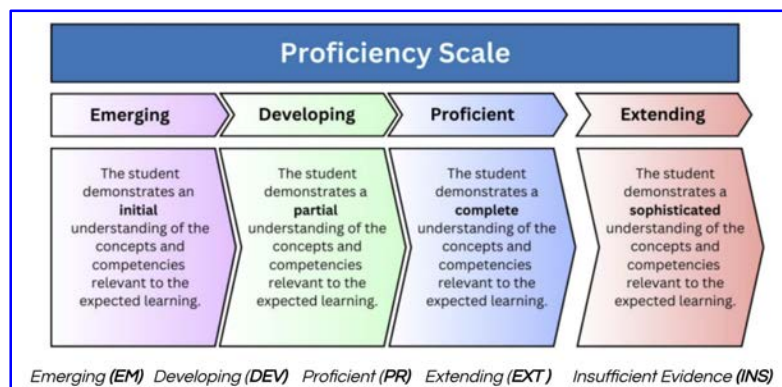 Proficiency Scale
Emerging
Developing
Proficient
Extending
The student
demonstrates an
initial
understanding of the
concepts and
competencies
relevant to the
expected learning.
The student
demonstrates a
partial
understanding of the
concepts and
competencies
relevant to the
expected learning.
The student
demonstrates a
complete
understanding of the
concepts and
competencies
relevant to the
expected learning.
The student
demonstrates a
sophisticated
understanding of the
concepts and
competencies
relevant to the
expected learning.
Emerging (EM) Developing (DEV) Proficient (PR) Extending (EXT) Insufficient Evidence (INS)